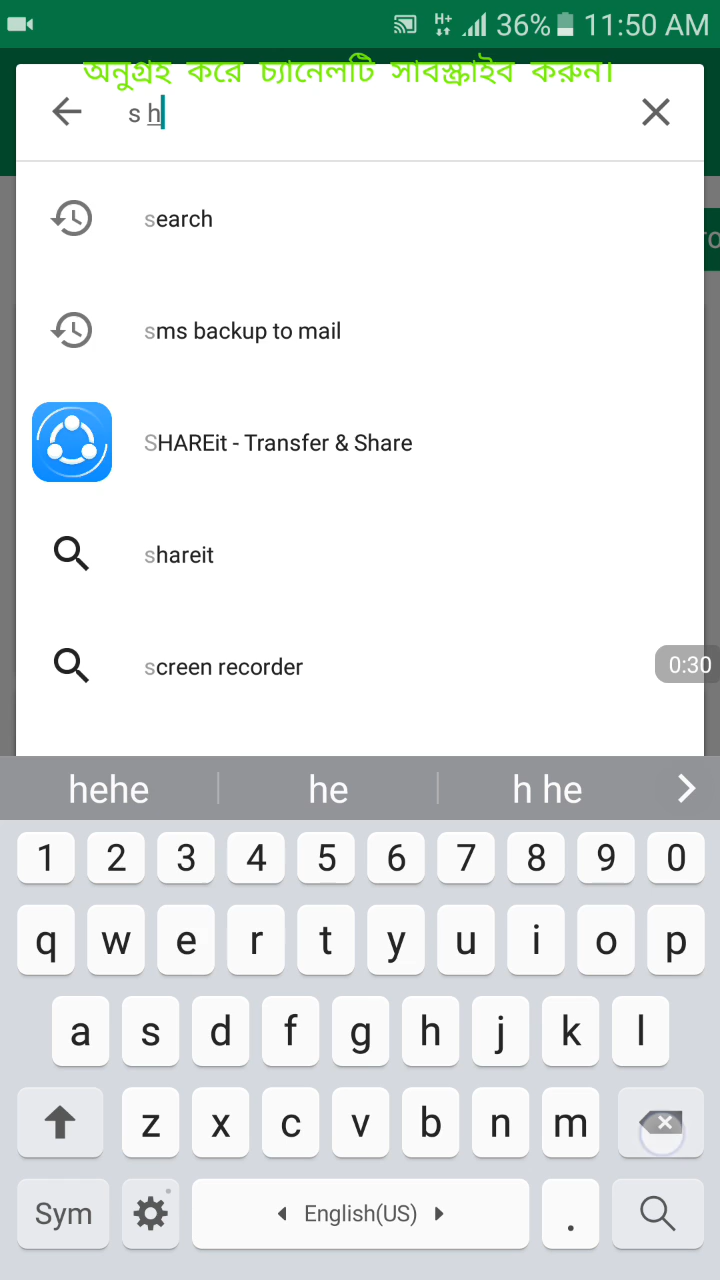 H+ 36% 11:50 AM
অনুগ্রহ করে চ্যানেলটি সাবস্ক্রাইব করুন।
s h
search
sms backup to mail
SHAREit - Transfer & Share
shareit
screen recorder
0:30
hehe he h he
1 2 3 4 5 6 7 8 9 0
q w e r t y u i o p
a s d f g h j k l
z x c v b n m
Sym English(US) .